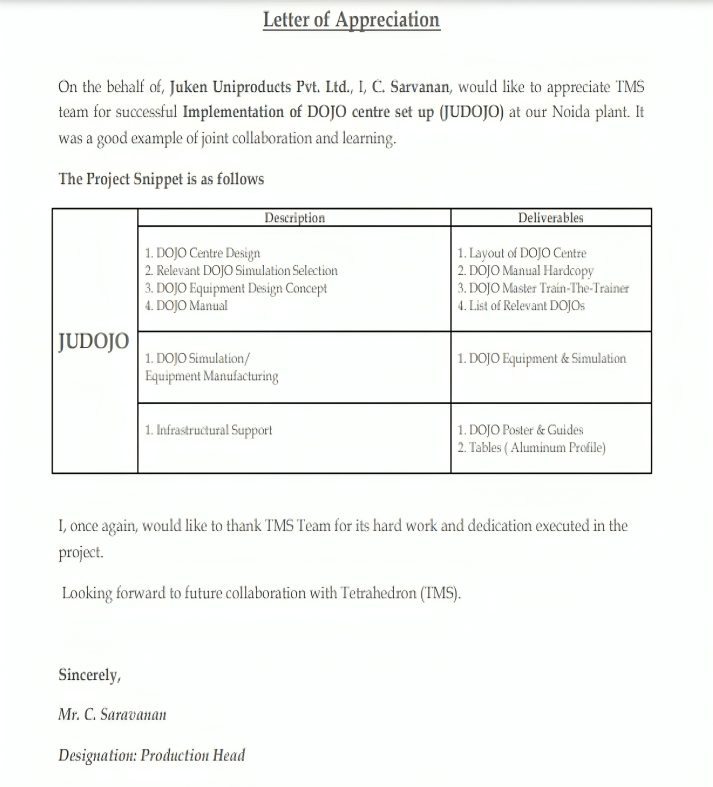 Letter of Appreciation
On the behalf of, Juken Uniproducts Pvt. Ltd., I, C. Sarvanan, would like to appreciate TMS
team for successful Implementation of DOJO centre set up (JUDOJO) at our Noida plant. It
was a good example of joint collaboration and learning.
The Project Snippet is as follows
Description
Deliverables
JUDOJO
1. DOJO Centre Design
2. Relevant DOJO Simulation Selection
3. DOJO Equipment Design Concept
4. DOJO Manual
1. Layout of DOJO Centre
2. DOJO Manual Hardcopy
3. DOJO Master Train-The-Trainer
4. List of Relevant DOJOs
1. DOJO Simulation/
Equipment Manufacturing
1. DOJO Equipment & Simulation
1. Infrastructural Support
1. DOJO Poster & Guides
2. Tables ( Aluminum Profile)
I, once again, would like to thank TMS Team for its hard work and dedication executed in the
project.
Looking forward to future collaboration with Tetrahedron (TMS).
Sincerely,
Mr. C. Saravanan
Designation: Production Head